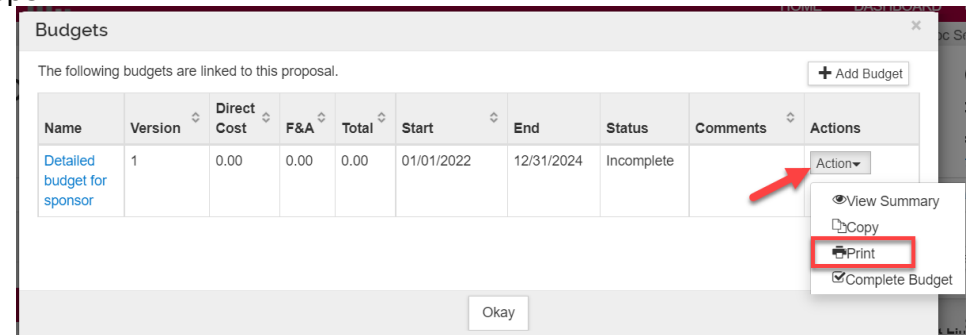 HOME DASHBOARD
Budgets
×
The following budgets are linked to this proposal.
+ Add Budget
Name Version Direct Cost F&A Total Start End Status Comments Actions
Detailed budget for sponsor 1 0.00 0.00 0.00 01/01/2022 12/31/2024 Incomplete Action
View Summary
Copy
Print
Complete Budget
Okay